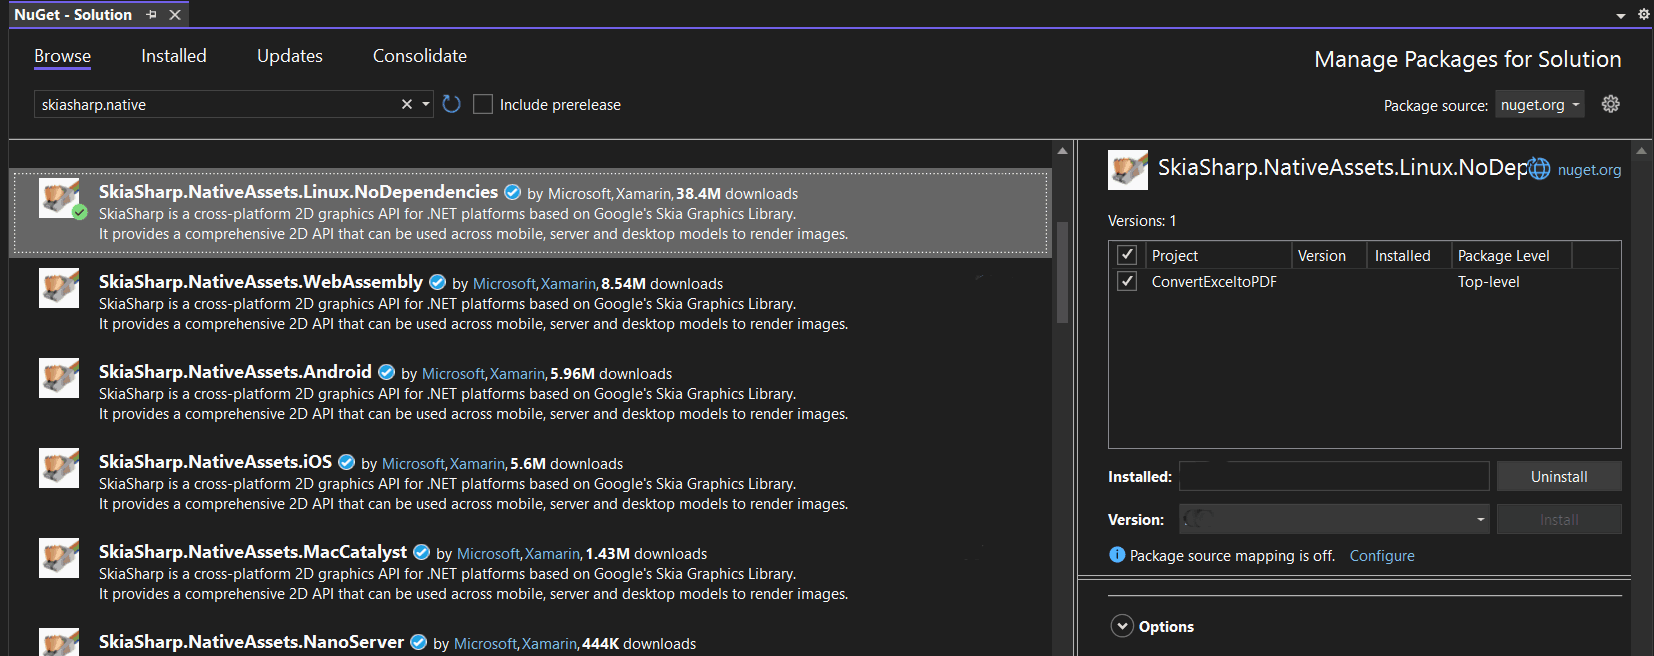 NuGet - Solution
Browse Installed Updates Consolidate
Manage Packages for Solution
skiasharp.native
Include prerelease
Package source: nuget.org
SkiaSharp.NativeAssets.Linux.NoDependencies by Microsoft,Xamarin, 38.4M downloads
SkiaSharp is a cross-platform 2D graphics API for .NET platforms based on Google's Skia Graphics Library.
It provides a comprehensive 2D API that can be used across mobile, server and desktop models to render images.
SkiaSharp.NativeAssets.WebAssembly by Microsoft,Xamarin, 8.54M downloads
SkiaSharp is a cross-platform 2D graphics API for .NET platforms based on Google's Skia Graphics Library.
It provides a comprehensive 2D API that can be used across mobile, server and desktop models to render images.
SkiaSharp.NativeAssets.Android by Microsoft,Xamarin, 5.96M downloads
SkiaSharp is a cross-platform 2D graphics API for .NET platforms based on Google's Skia Graphics Library.
It provides a comprehensive 2D API that can be used across mobile, server and desktop models to render images.
SkiaSharp.NativeAssets.iOS by Microsoft,Xamarin, 5.6M downloads
SkiaSharp is a cross-platform 2D graphics API for .NET platforms based on Google's Skia Graphics Library.
It provides a comprehensive 2D API that can be used across mobile, server and desktop models to render images.
SkiaSharp.NativeAssets.MacCatalyst by Microsoft,Xamarin, 1.43M downloads
SkiaSharp is a cross-platform 2D graphics API for .NET platforms based on Google's Skia Graphics Library.
It provides a comprehensive 2D API that can be used across mobile, server and desktop models to render images.
SkiaSharp.NativeAssets.NanoServer by Microsoft,Xamarin, 444K downloads
SkiaSharp.NativeAssets.Linux.NoDep nuget.org
Versions: 1
Project Version Installed Package Level
ConvertExceltoPDF Top-level
Installed: Uninstall
Version: Install
Package source mapping is off. Configure
Options